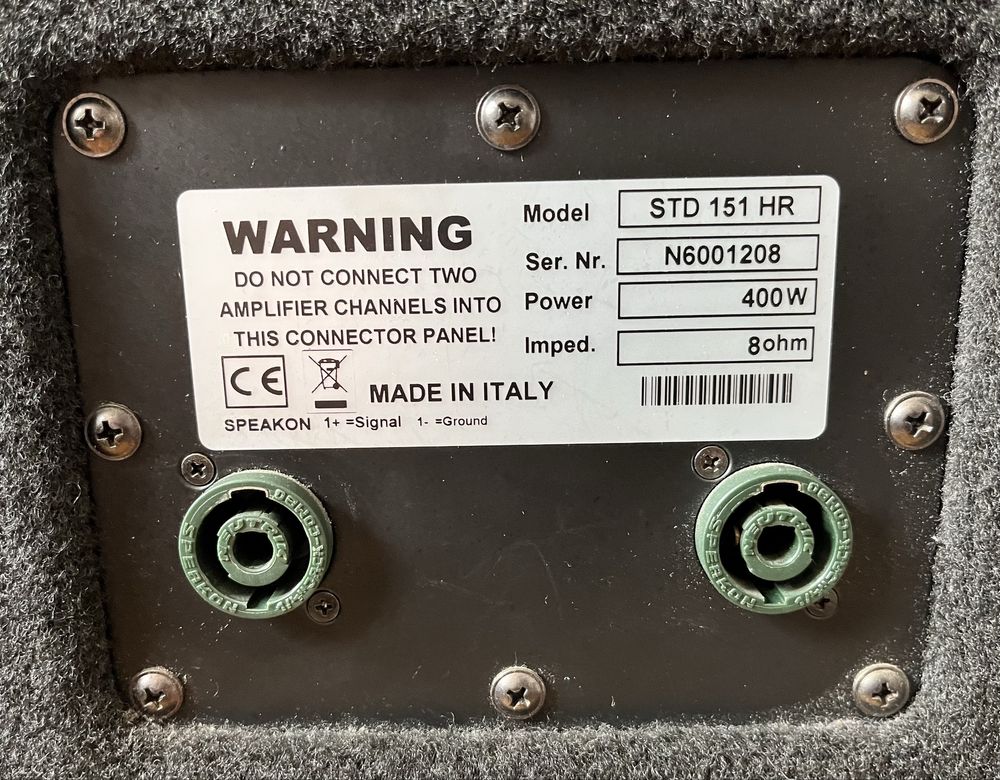 WARNING
DO NOT CONNECT TWO
AMPLIFIER CHANNELS INTO
THIS CONNECTOR PANEL!
CE
MADE IN ITALY
SPEAKON 1+ =Signal 1- =Ground
Model STD 151 HR
Ser. Nr. N6001208
Power 400W
Imped. 8ohm
SPEAKON
NEUTRIK
SPEAKON
NEUTRIK